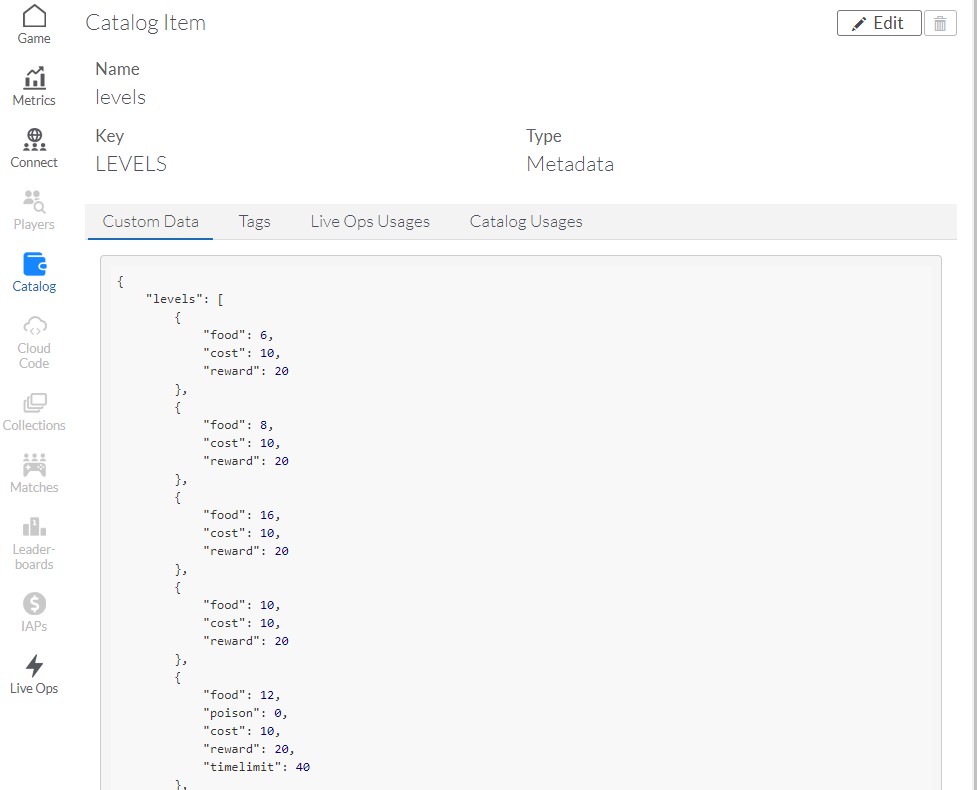 Game
Metrics
Connect
Players
Catalog
Cloud
Code
Collections
Matches
Leader-
boards
IAPs
Live Ops
Catalog Item
Edit
Name
levels
Key
Type
LEVELS
Metadata
Custom Data Tags Live Ops Usages Catalog Usages
{
"levels": [
{
"food": 6,
"cost": 10,
"reward": 20
},
{
"food": 8,
"cost": 10,
"reward": 20
},
{
"food": 16,
"cost": 10,
"reward": 20
},
{
"food": 10,
"cost": 10,
"reward": 20
},
{
"food": 12,
"poison": 0,
"cost": 10,
"reward": 20,
"timelimit": 40
},